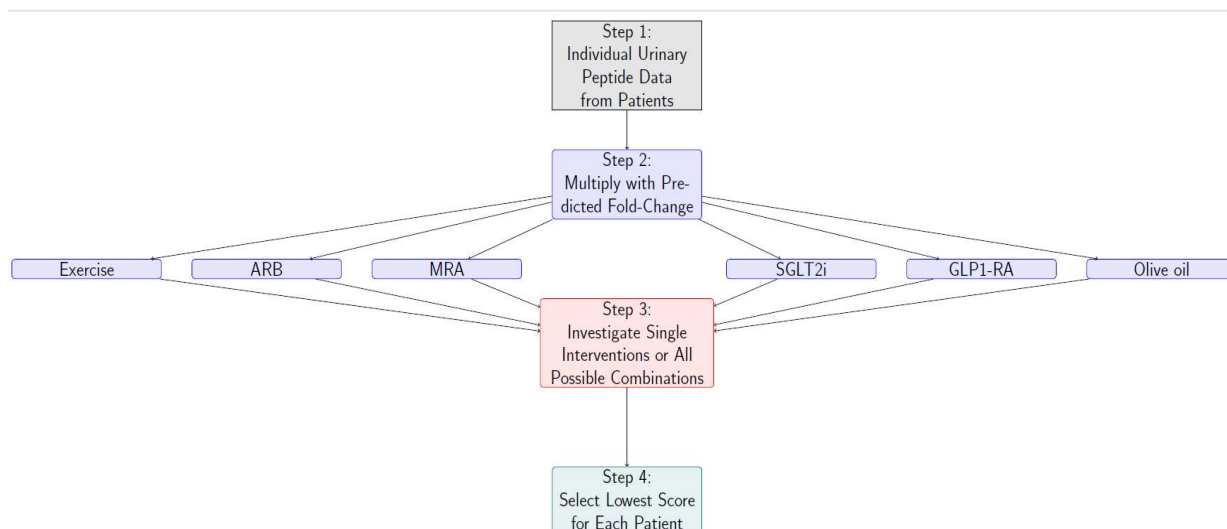 Step 1:
Individual Urinary
Peptide Data
from Patients
Step 2:
Multiply with Pre-
dicted Fold-Change
Exercise
ARB
MRA
SGLT2i
GLP1-RA
Olive oil
Step 3:
Investigate Single
Interventions or All
Possible Combinations
Step 4:
Select Lowest Score
for Each Patient